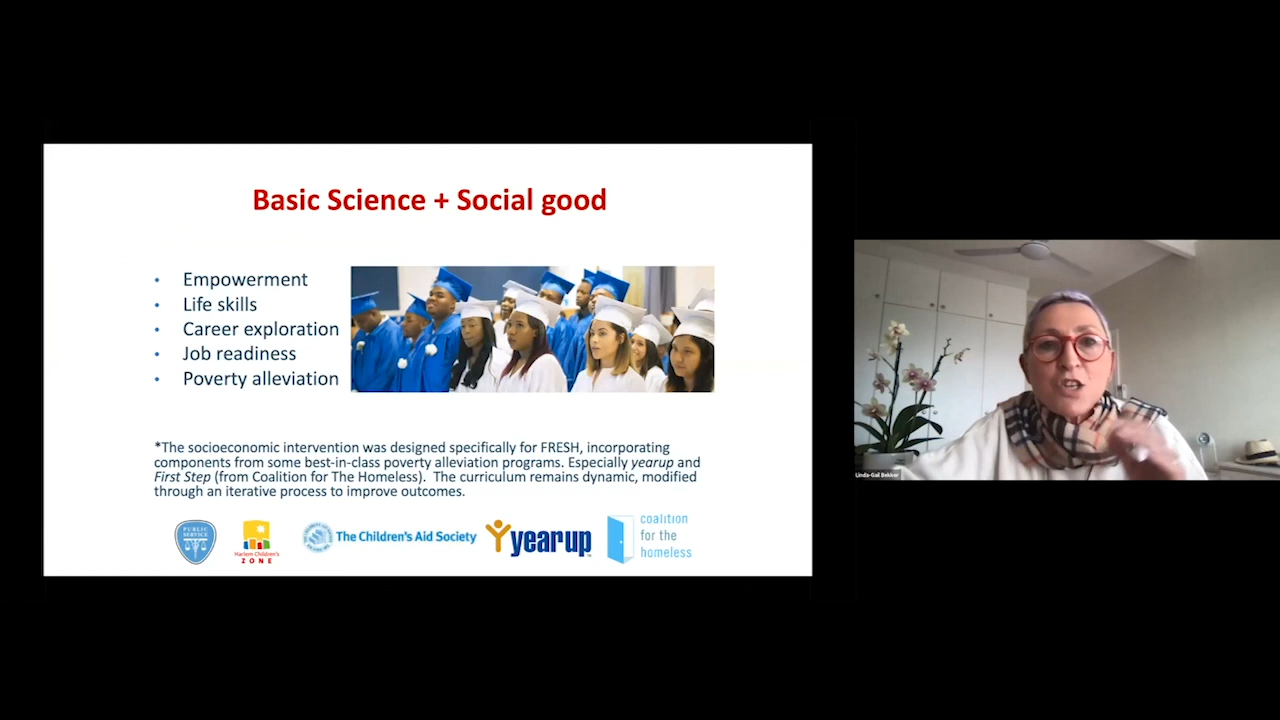 Basic Science + Social good
• Empowerment
• Life skills
• Career exploration
• Job readiness
• Poverty alleviation
*The socioeconomic intervention was designed specifically for FRESH, incorporating
components from some best-in-class poverty alleviation programs. Especially yearup and
First Step (from Coalition for The Homeless). The curriculum remains dynamic, modified
through an iterative process to improve outcomes.
PUBLIC
SERVICE
Harlem Children's
ZONE
The Children's Aid Society
yearup
coalition
for the
homeless
Linda-Gail Bekker